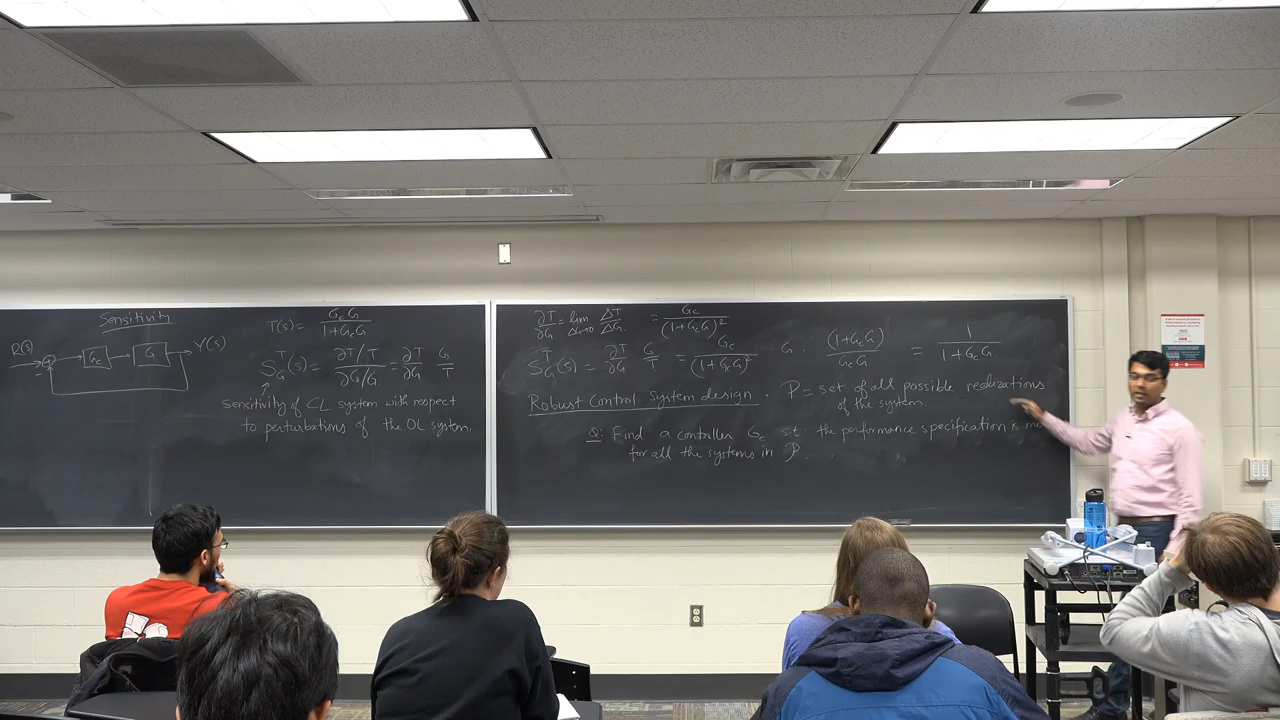 Sensitivity
R(s)
Gc
G
Y(s)
T(s) = GcG / 1+GcG
S_G^T(s) = ∂T/T / ∂G/G = ∂T/∂G G/T
Sensitivity of CL system with respect
to perturbations of the OL system.
∂T/∂G = lim ΔG→0 ΔT/ΔG. = Gc / (1+GcG)²
S_G^T(s) = ∂T/∂G G/T = Gc / (1+GcG)² G. (1+GcG) / GcG 1 / 1+GcG
Robust Control System design. P = set of all possible realizations
of the system.
Q: Find a controller Gc s.t. the performance specification is
for all the systems in P.